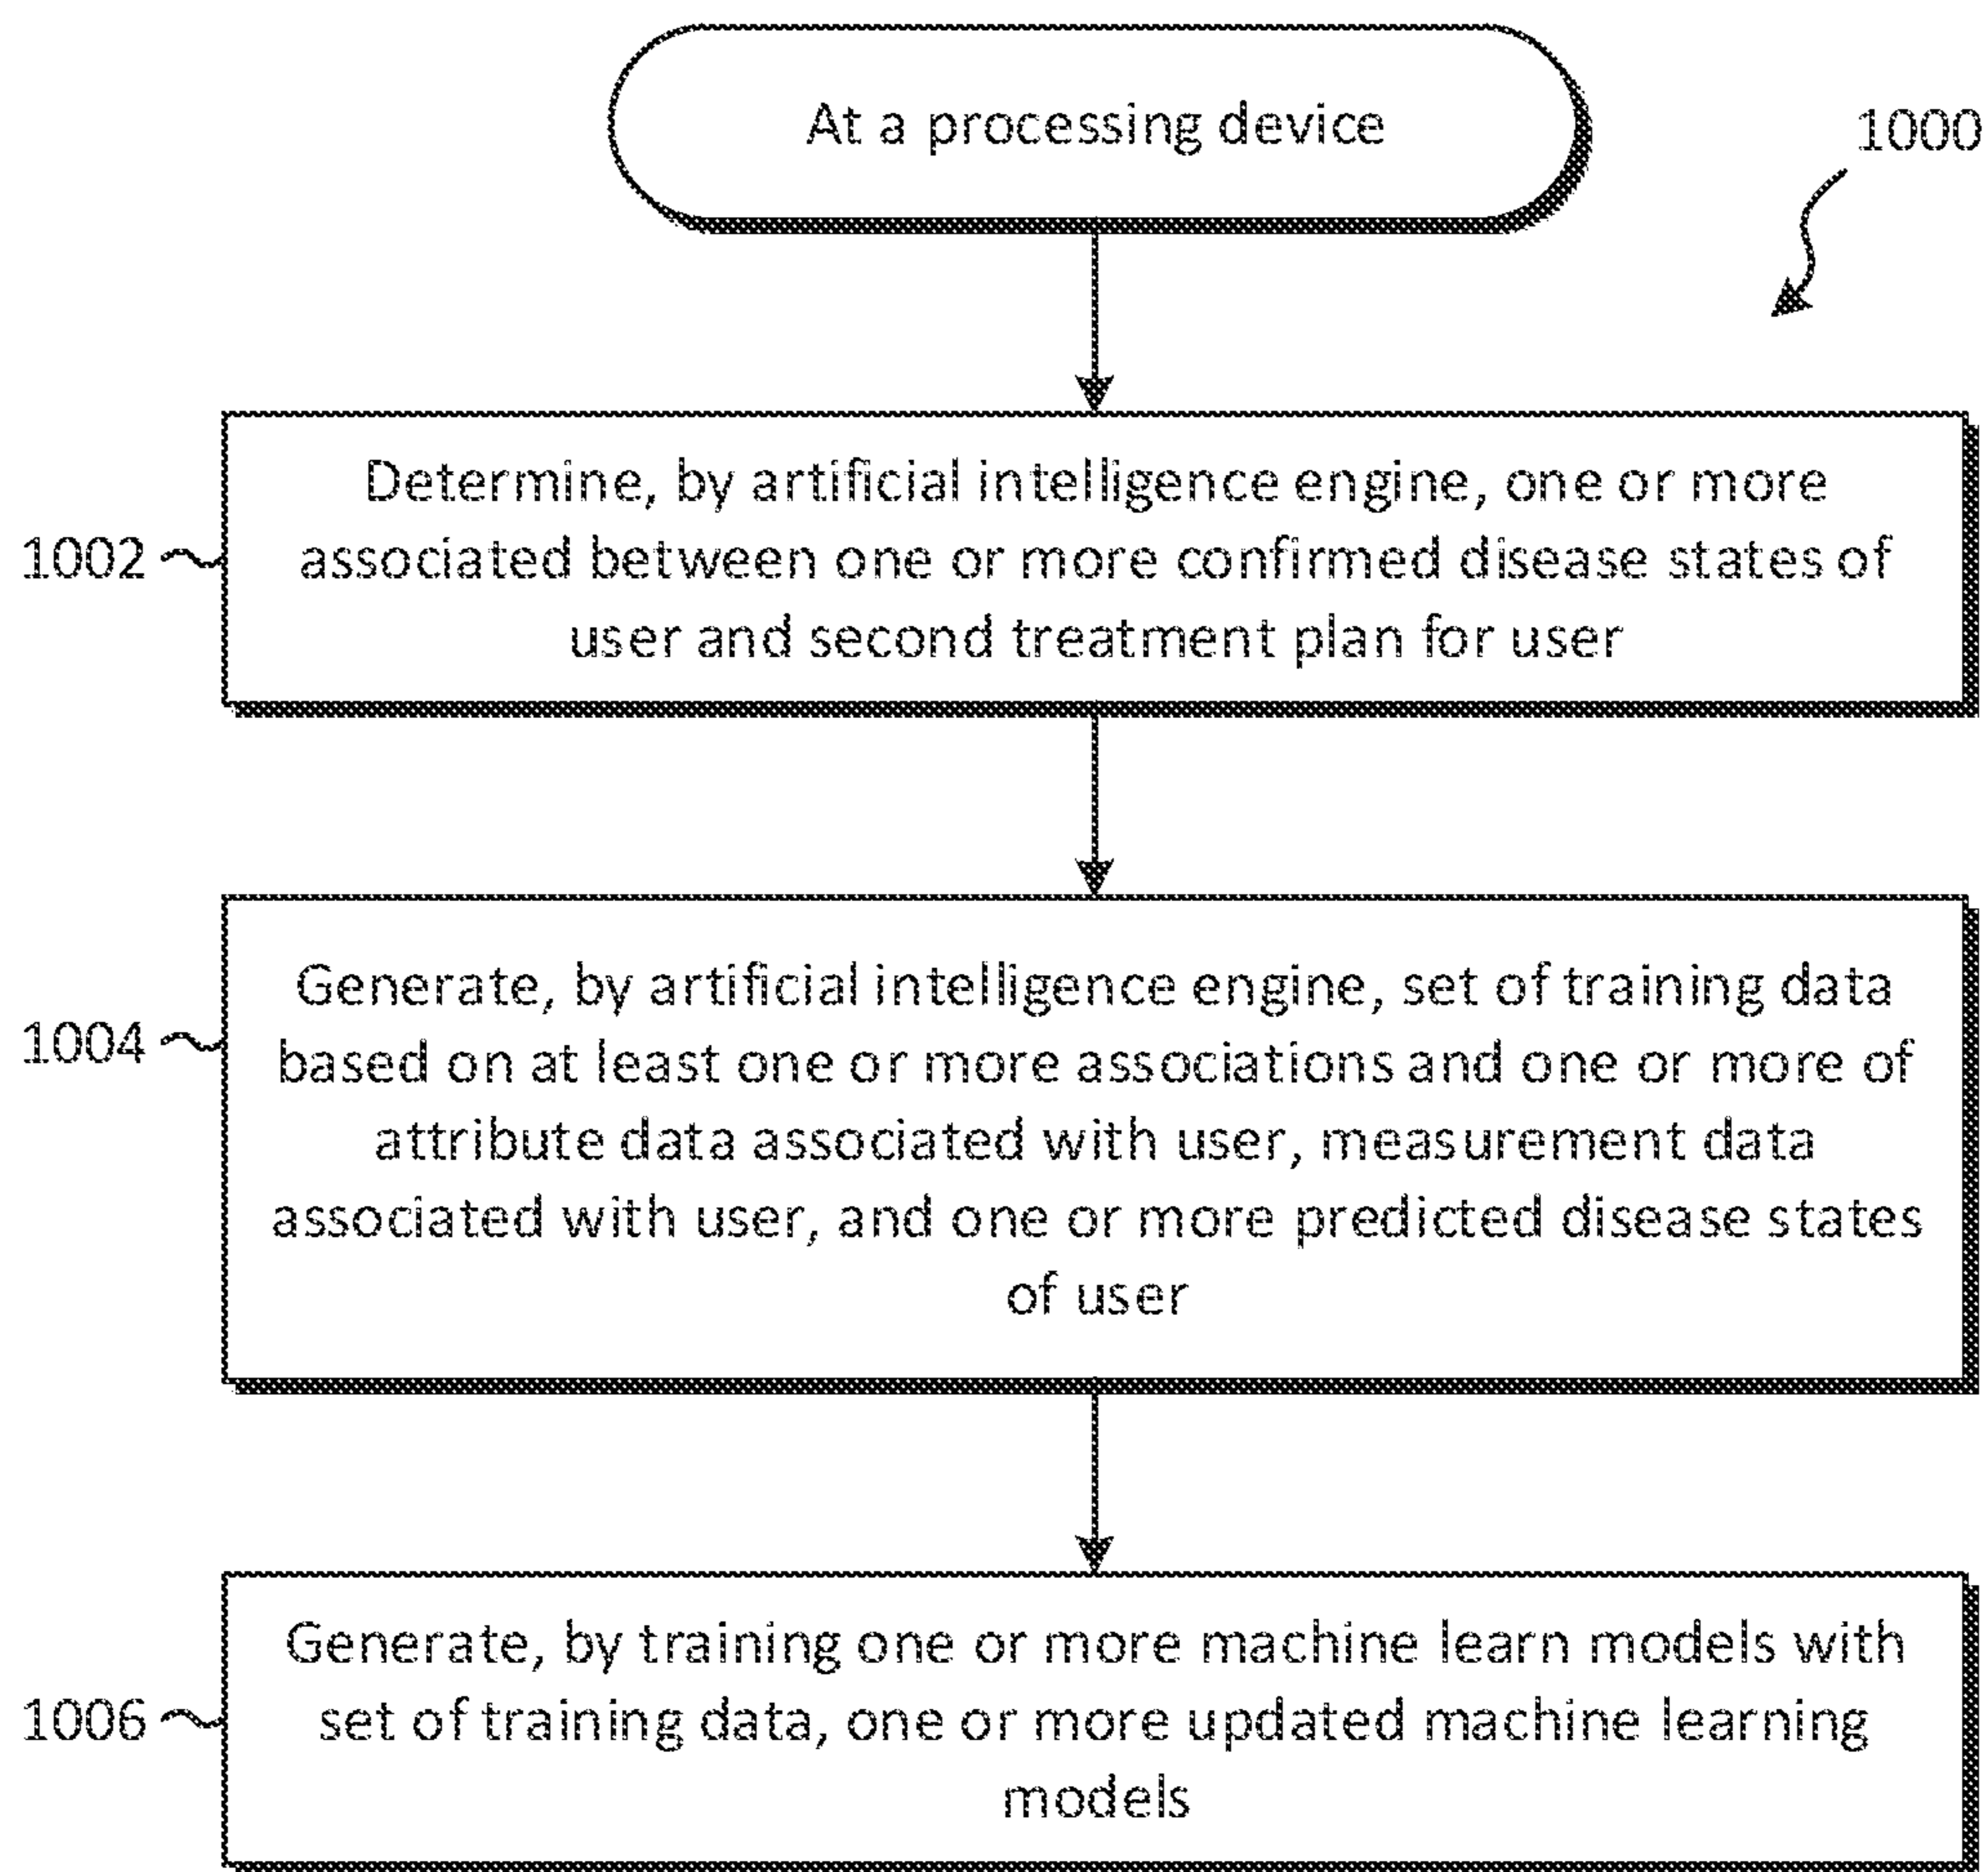 At a processing device
1000
Determine, by artificial intelligence engine, one or more
associated between one or more confirmed disease states of
user and second treatment plan for user
1002
Generate, by artificial intelligence engine, set of training data
based on at least one or more associations and one or more of
attribute data associated with user, measurement data
associated with user, and one or more predicted disease states
of user
1004
Generate, by training one or more machine learn models with
set of training data, one or more updated machine learning
models
1006